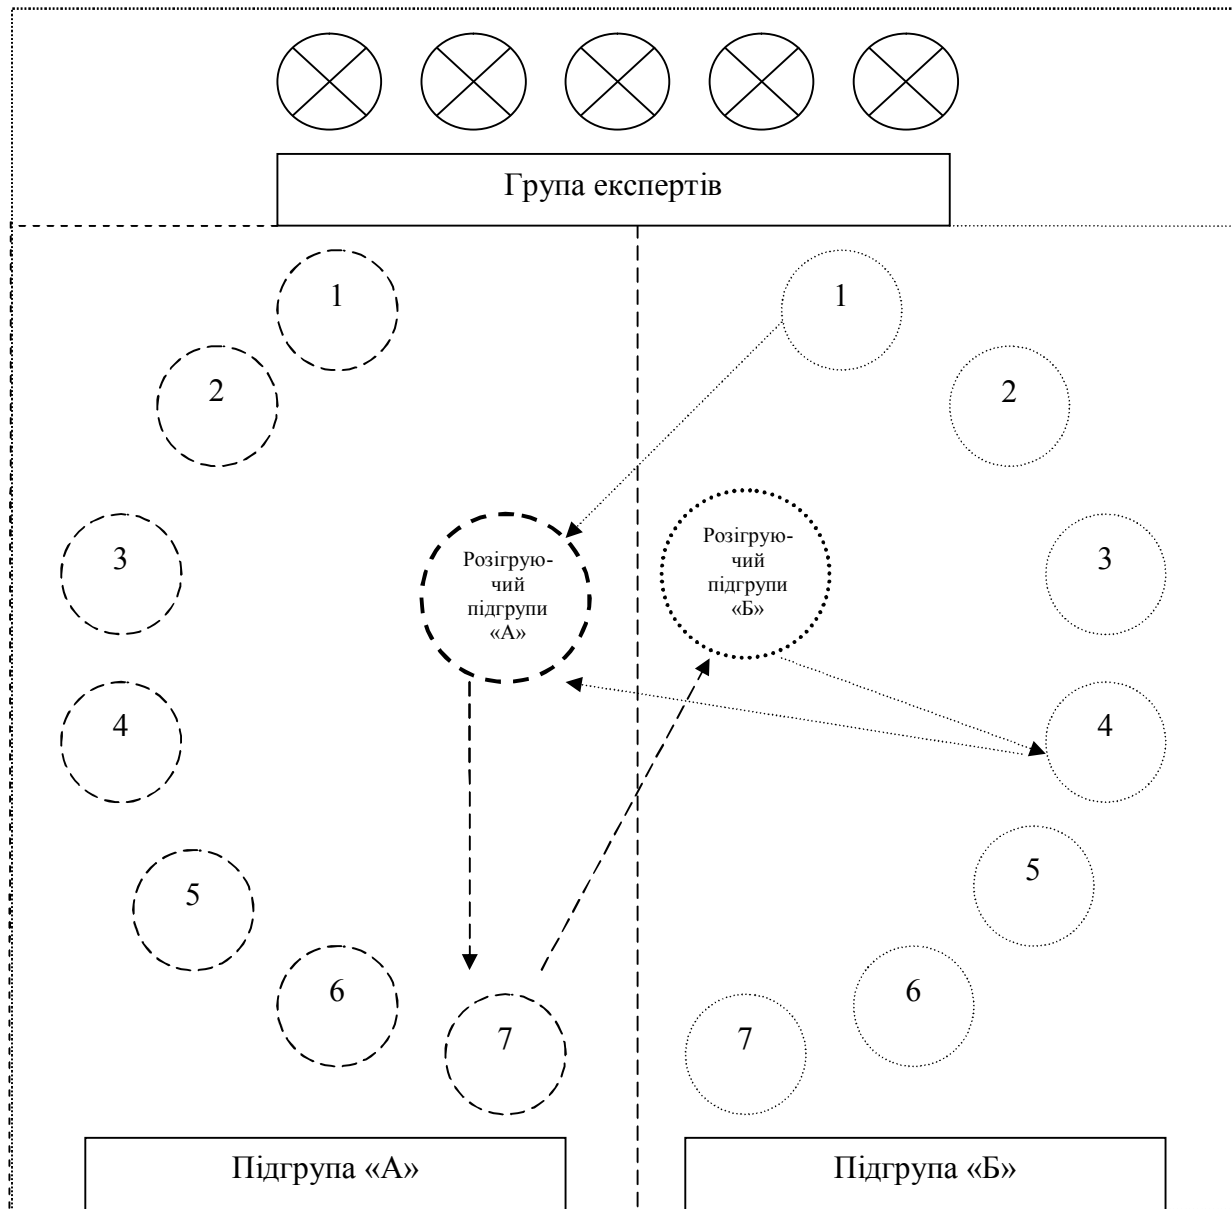 Група експертів
1
2
3
4
5
6
7
Розігрую-
чий
підгрупи
«А»
1
2
3
4
5
6
7
Розігрую-
чий
підгрупи
«Б»
Підгрупа «А»
Підгрупа «Б»